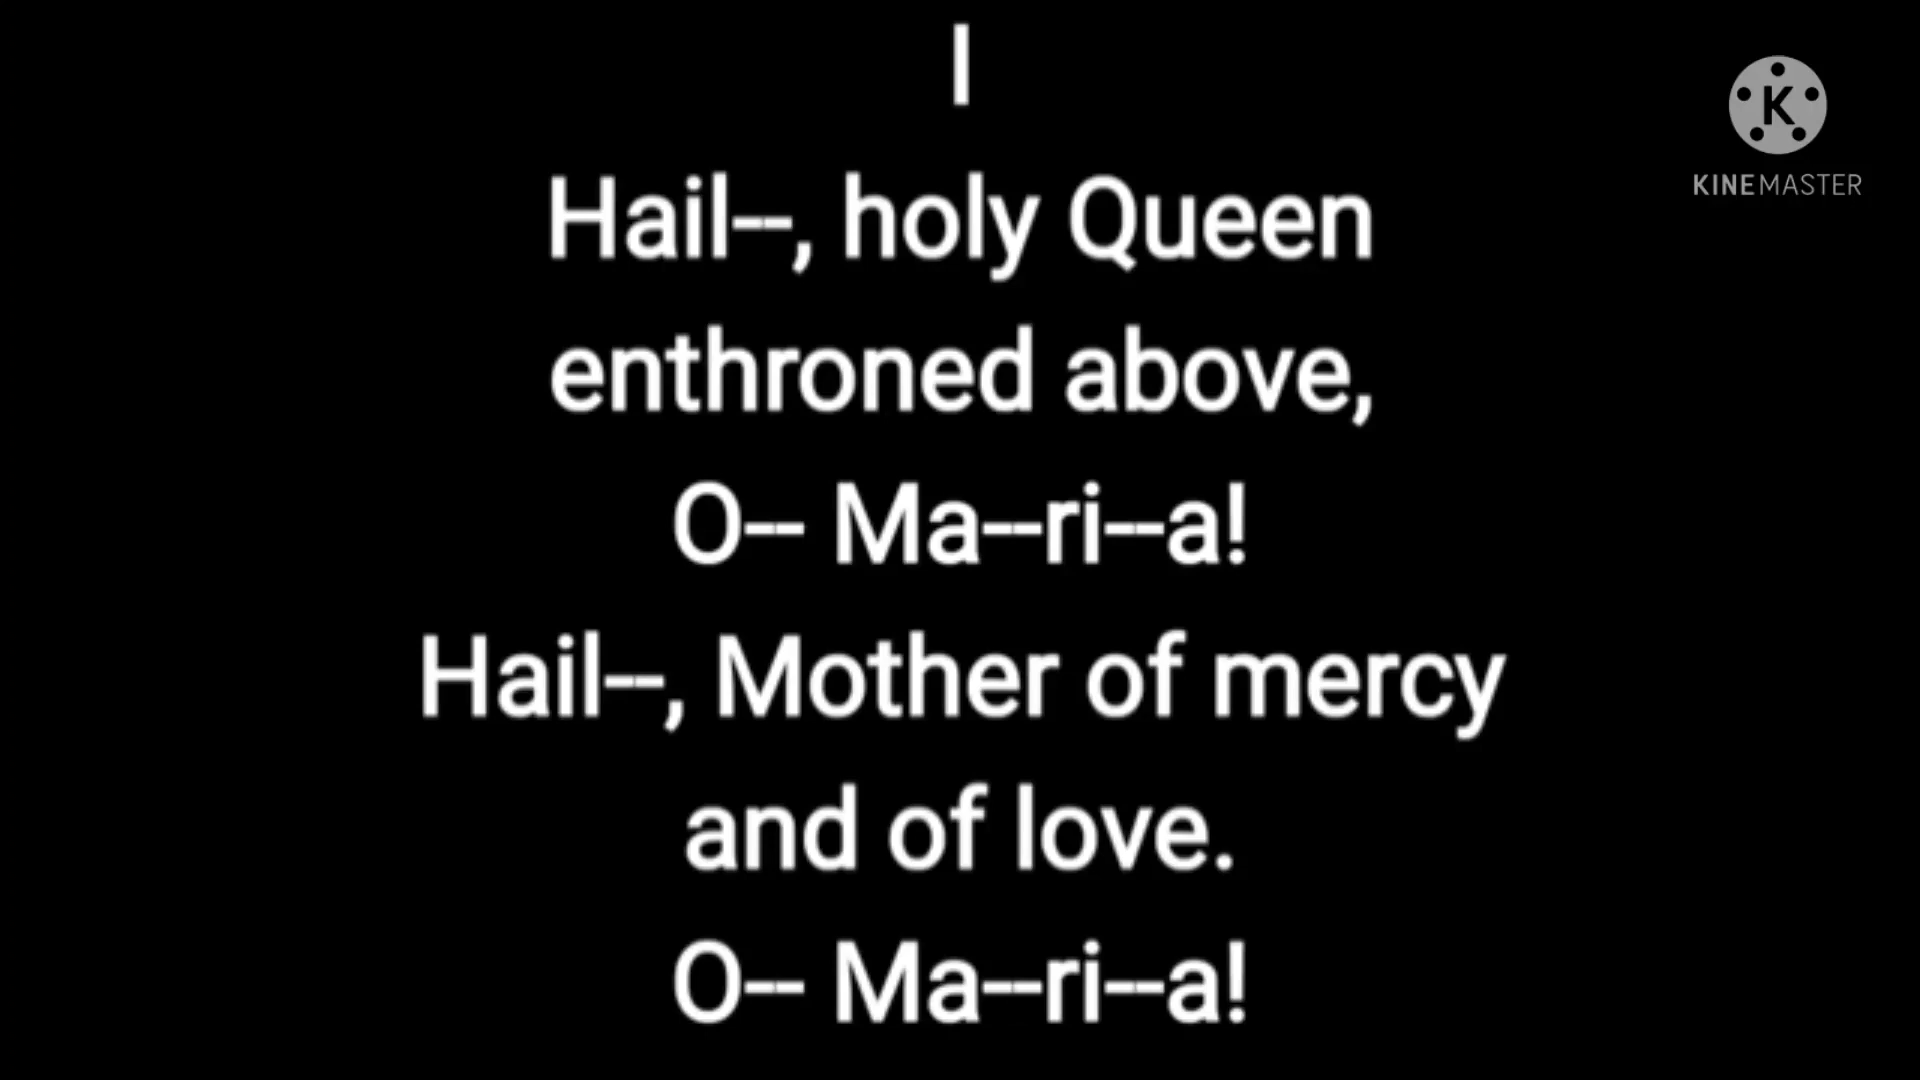 I
Hail--, holy Queen
enthroned above,
O-- Ma--ri--a!
Hail--, Mother of mercy
and of love.
O-- Ma--ri--a!
K
KINEMASTER